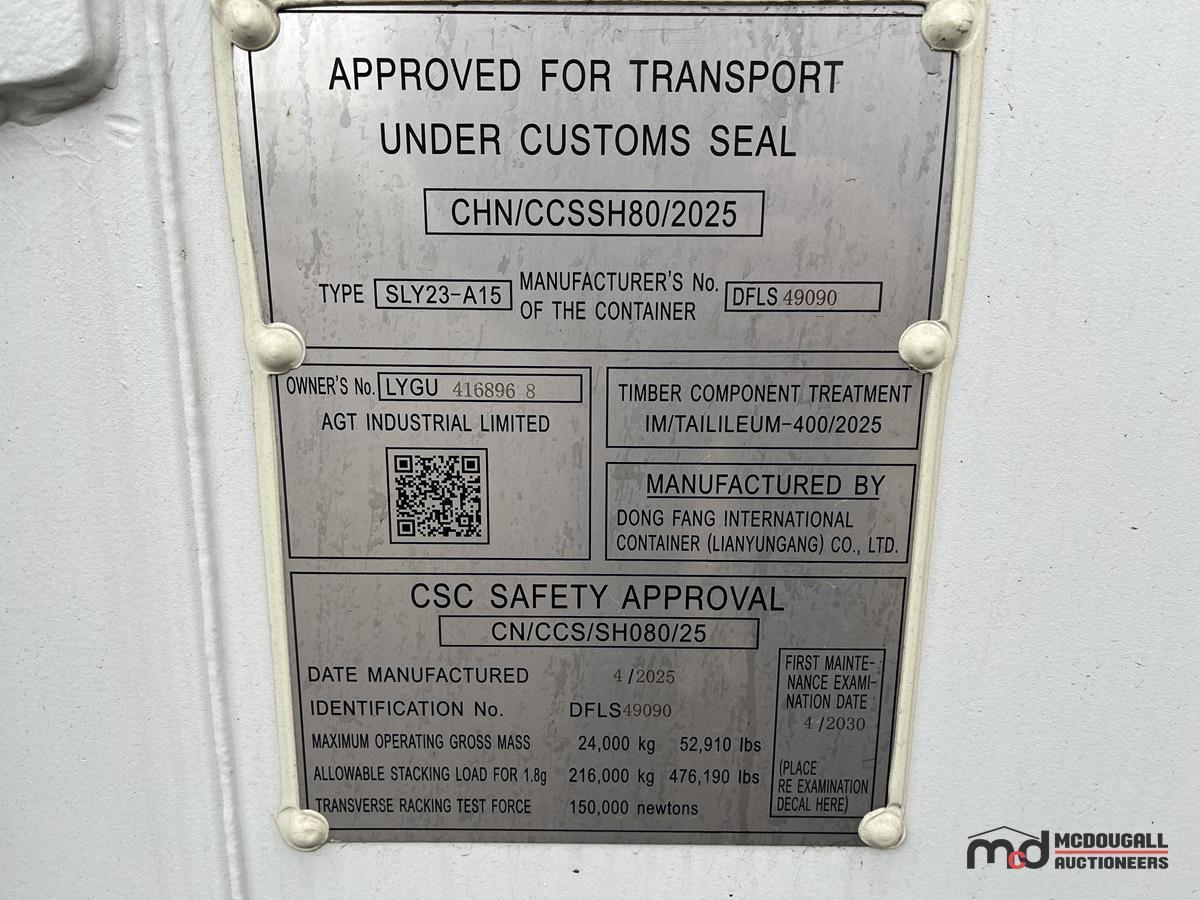 APPROVED FOR TRANSPORT
UNDER CUSTOMS SEAL
CHN/CCSSH80/2025
TYPE SLY23-A15 MANUFACTURER'S No. OF THE CONTAINER DFLS 49090
OWNER'S No. LYGU 416896 8
AGT INDUSTRIAL LIMITED
TIMBER COMPONENT TREATMENT
IM/TAILILEUM-400/2025
MANUFACTURED BY
DONG FANG INTERNATIONAL
CONTAINER (LIANYUNGANG) CO., LTD.
CSC SAFETY APPROVAL
CN/CCS/SH080/25
DATE MANUFACTURED 4/2025
IDENTIFICATION No. DFLS49090
MAXIMUM OPERATING GROSS MASS 24,000 kg 52,910 lbs
ALLOWABLE STACKING LOAD FOR 1.8g 216,000 kg 476,190 lbs
TRANSVERSE RACKING TEST FORCE 150,000 newtons
FIRST MAINTE-
NANCE EXAMI-
NATION DATE
4/2030
(PLACE
RE EXAMINATION
DECAL HERE)
mcd MCDOUGALL
AUCTIONEERS